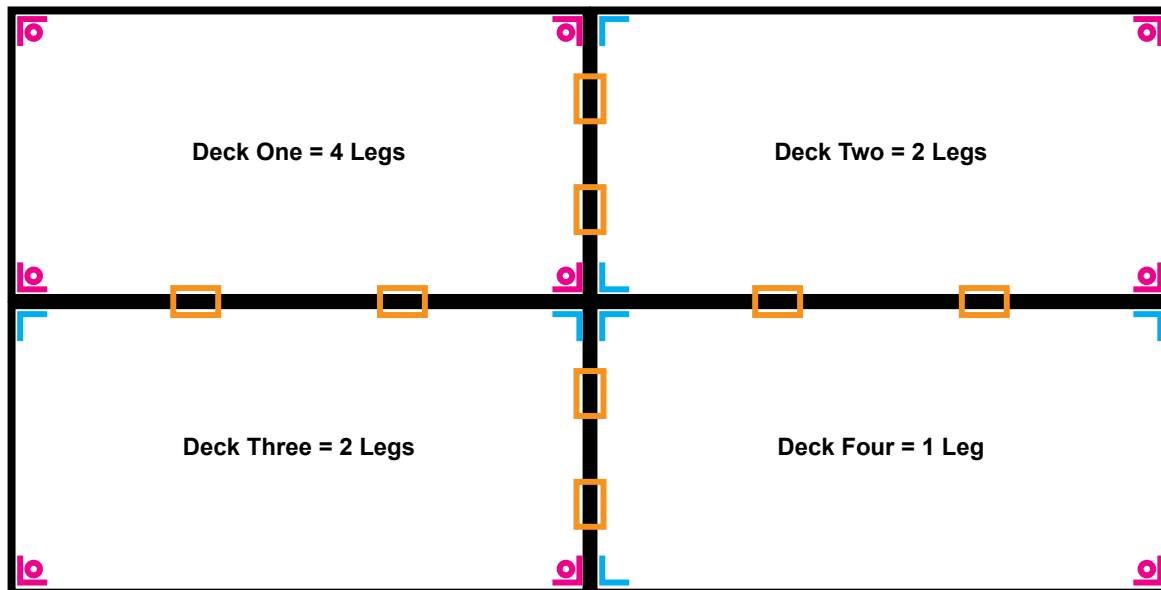 Deck One = 4 Legs
Deck Two = 2 Legs
Deck Three = 2 Legs
Deck Four = 1 Leg